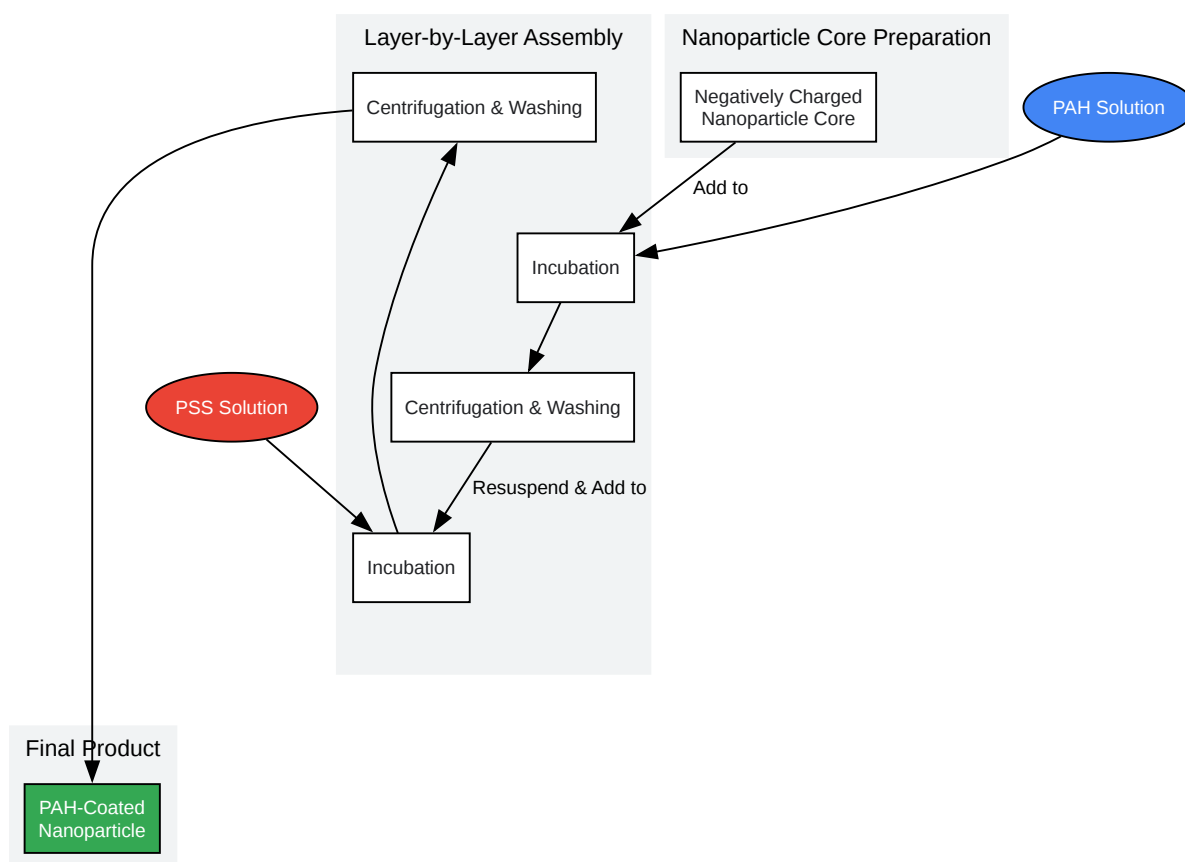 Layer-by-Layer Assembly
Nanoparticle Core Preparation
Centrifugation & Washing
Negatively Charged
Nanoparticle Core
PAH Solution
Add to
Incubation
PSS Solution
Centrifugation & Washing
Resuspend & Add to
Incubation
Final Product
PAH-Coated
Nanoparticle